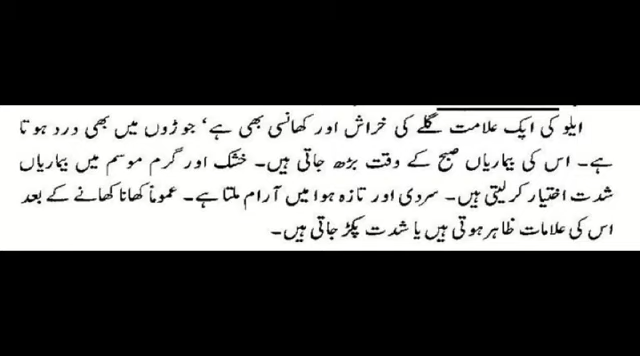 ایلو کی ایک علامت گلے کی خراش اور کھانسی بھی ہے‘ جوڑوں میں بھی درد ہوتا
ہے۔ اس کی بیماریاں صبح کے وقت بڑھ جاتی ہیں۔ خشک اور گرم موسم میں بیماریاں
شدت اختیار کر لیتی ہیں۔ سردی اور تازہ ہوا میں آرام ملتا ہے۔ عموماً کھانا کھانے کے بعد
اس کی علامات ظاہر ہوتی ہیں یا شدت پکڑ جاتی ہیں۔